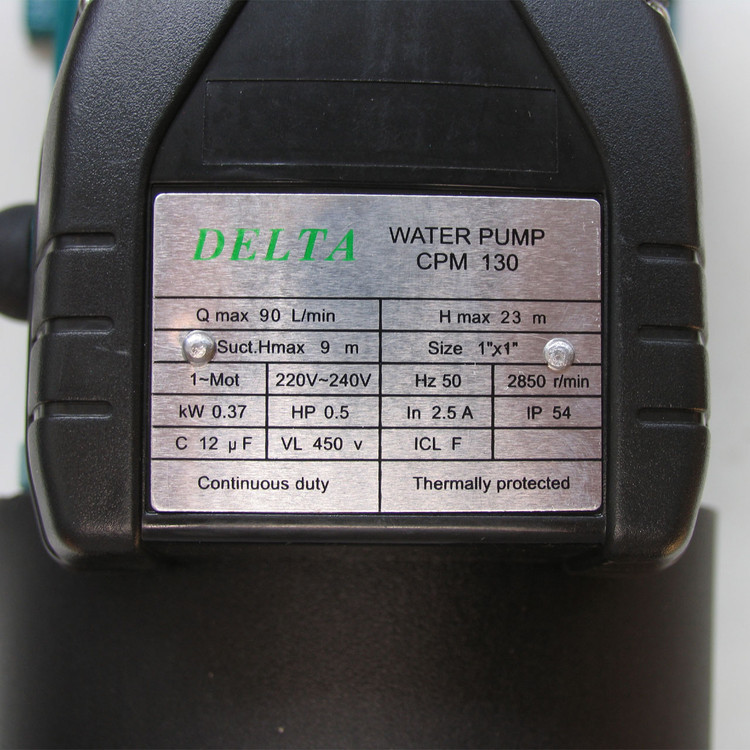 DELTA WATER PUMP
CPM 130
Q max 90 L/min H max 23 m
Suct.Hmax 9 m Size 1"x1"
1~Mot 220V~240V Hz 50 2850 r/min
kW 0.37 HP 0.5 In 2.5 A IP 54
C 12 µF VL 450 v ICL F
Continuous duty Thermally protected